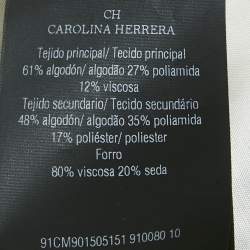 CH
CAROLINA HERRERA
Tejido principal/ Tecido principal
61% algodón/ algodão 27% poliamida
12% viscosa
Tejido secundario/ Tecido secundário
48% algodón/ algodão 35% poliamida
17% poliéster/ poliester
Forro
80% viscosa 20% seda
91CM901505151 910080 10